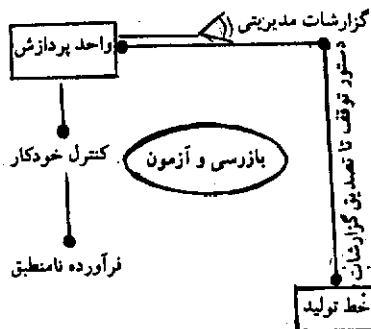 گزارشات مدیریتی
واحد پردازش
دستور توقف تا تصدیق گزارشات
بازرسی و آزمون
کنترل خودکار
فرآورده نامنطبق
خط تولید